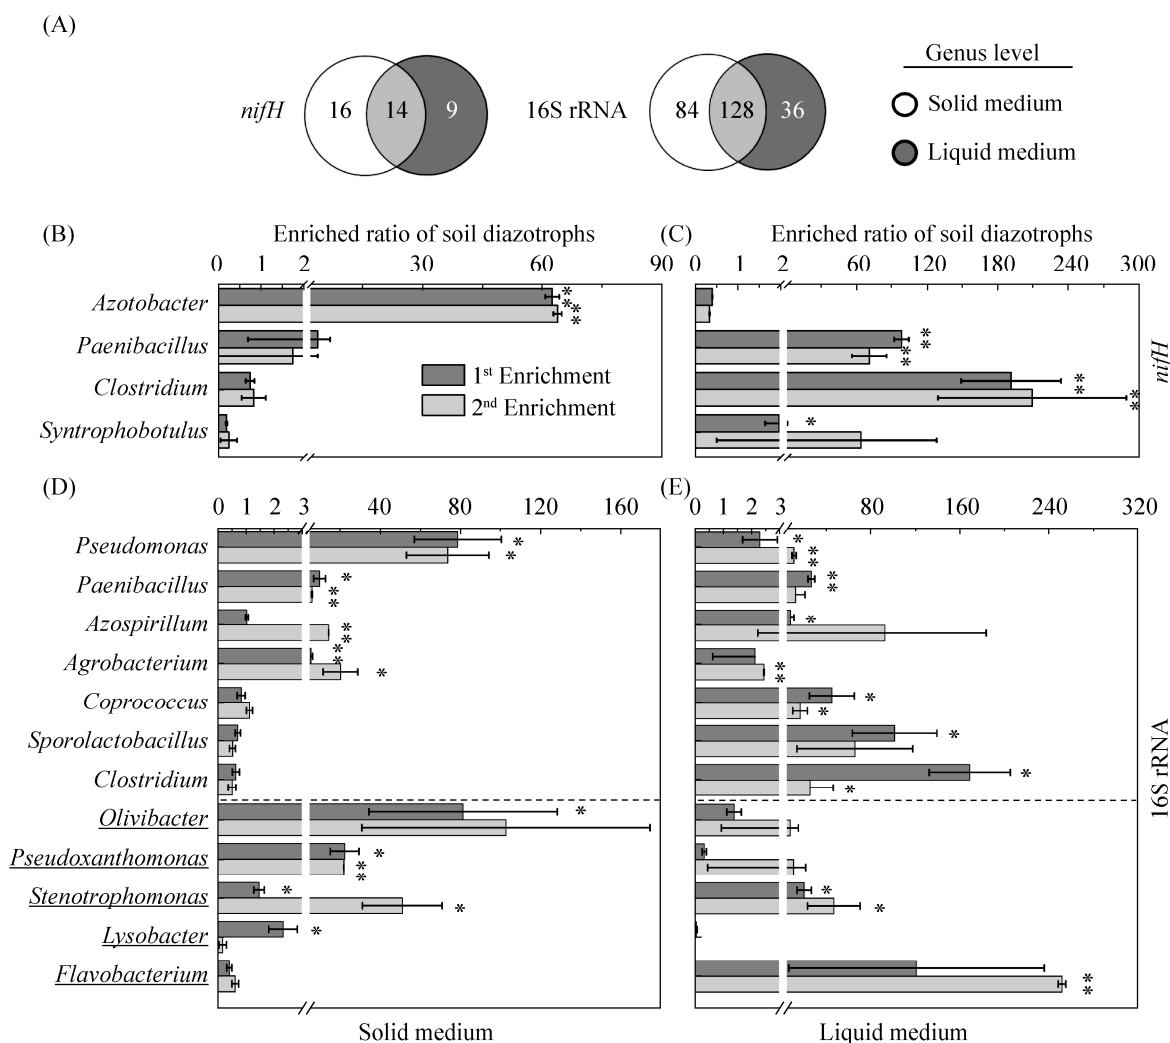 (A)
Genus level
nifH
16
14
9
16S rRNA
84
128
36
Solid medium
Liquid medium
(B)
Enriched ratio of soil diazotrophs
(C)
Enriched ratio of soil diazotrophs
0 1 2 30 60 90
0 1 2 60 120 180 240 300
Azotobacter
Paenibacillus
Clostridium
Syntrophobotulus
1st Enrichment
2nd Enrichment
* *
* *
* *
* *
* *
* *
*
nifH
(D)
(E)
0 1 2 3 40 80 120 160
0 1 2 3 80 160 240 320
Pseudomonas
Paenibacillus
Azospirillum
Agrobacterium
Coprococcus
Sporolactobacillus
Clostridium
Olivibacter
Pseudoxanthomonas
Stenotrophomonas
Lysobacter
Flavobacterium
*
*
*
* *
* *
* *
*
*
*
* *
*
*
*
*
* *
* *
*
* *
*
*
*
*
*
*
*
* *
16S rRNA
Solid medium
Liquid medium